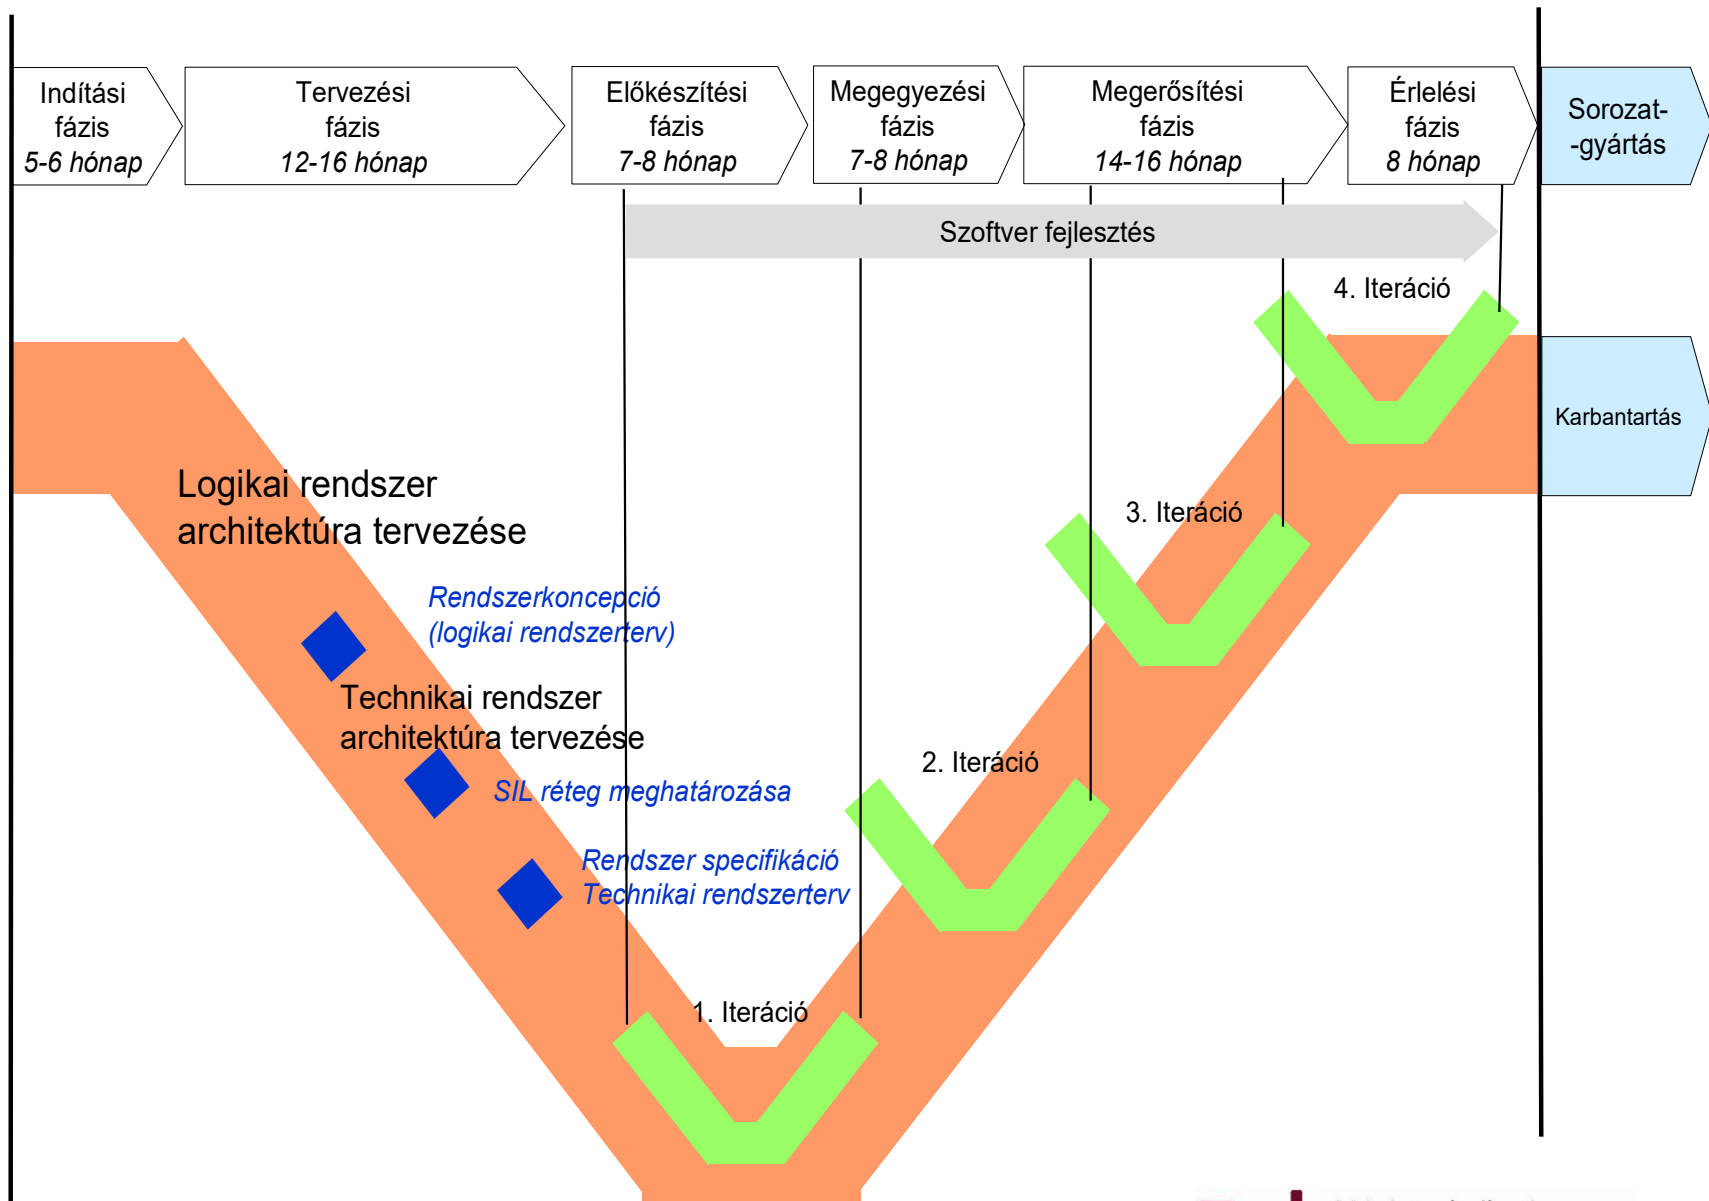 Indítási
fázis
5-6 hónap
Tervezési
fázis
12-16 hónap
Előkészítési
fázis
7-8 hónap
Megegyezési
fázis
7-8 hónap
Megerősítési
fázis
14-16 hónap
Érlelési
fázis
8 hónap
Sorozat-
-gyártás
Szoftver fejlesztés
4. Iteráció
Karbantartás
Logikai rendszer
architektúra tervezése
3. Iteráció
Rendszerkoncepció
(logikai rendszerterv)
Technikai rendszer
architektúra tervezése
2. Iteráció
SIL réteg meghatározása
Rendszer specifikáció
Technikai rendszerterv
1. Iteráció